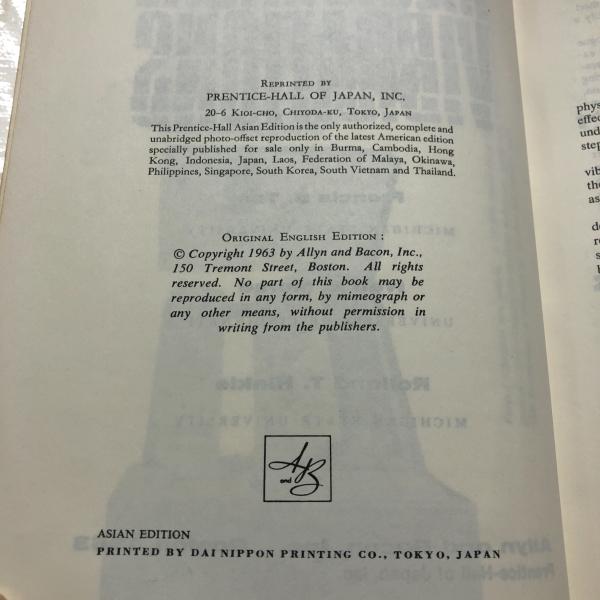 REPRINTED BY
PRENTICE-HALL OF JAPAN, INC.
20-6 KIOI-CHO, CHIYODA-KU, TOKYO, JAPAN
This Prentice-Hall Asian Edition is the only authorized, complete and
unabridged photo-offset reproduction of the latest American edition
specially published for sale only in Burma, Cambodia, Hong
Kong, Indonesia, Japan, Laos, Federation of Malaya, Okinawa,
Philippines, Singapore, South Korea, South Vietnam and Thailand.
ORIGINAL ENGLISH EDITION :
© Copyright 1963 by Allyn and Bacon, Inc.,
150 Tremont Street, Boston. All rights
reserved. No part of this book may be
reproduced in any form, by mimeograph or
any other means, without permission in
writing from the publishers.
A and B
ASIAN EDITION
PRINTED BY DAI NIPPON PRINTING CO., TOKYO, JAPAN